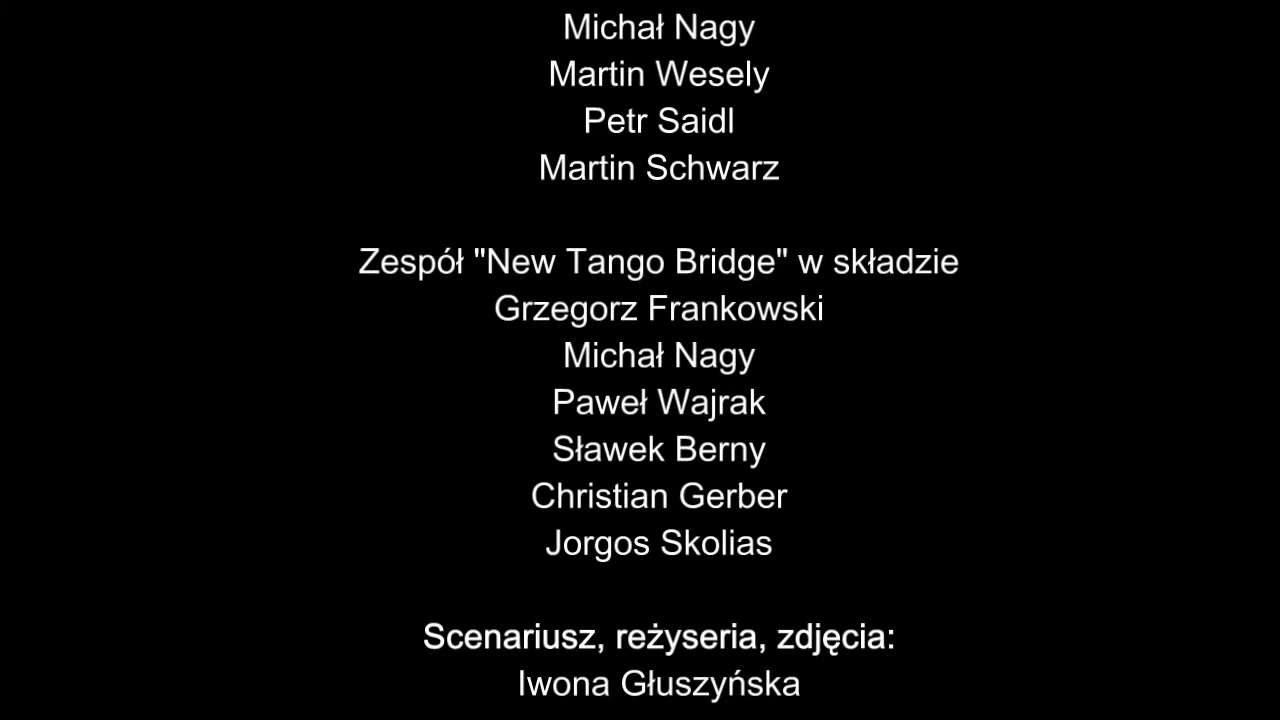 Michał Nagy
Martin Wesely
Petr Saidl
Martin Schwarz
Zespół "New Tango Bridge" w składzie
Grzegorz Frankowski
Michał Nagy
Paweł Wajrak
Sławek Berny
Christian Gerber
Jorgos Skolias
Scenariusz, reżyseria, zdjęcia:
Iwona Głuszyńska